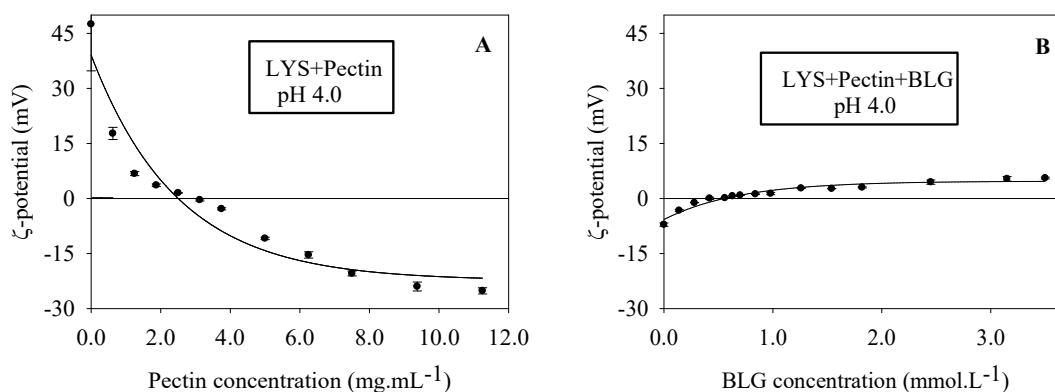 45
30
15
0
-15
-30
ζ-potential (mV)
A
LYS+Pectin
pH 4.0
0.0 2.0 4.0 6.0 8.0 10.0 12.0
Pectin concentration (mg.mL-1)
45
30
15
0
-15
-30
ζ-potential (mV)
B
LYS+Pectin+BLG
pH 4.0
0.0 1.0 2.0 3.0
BLG concentration (mmol.L-1)